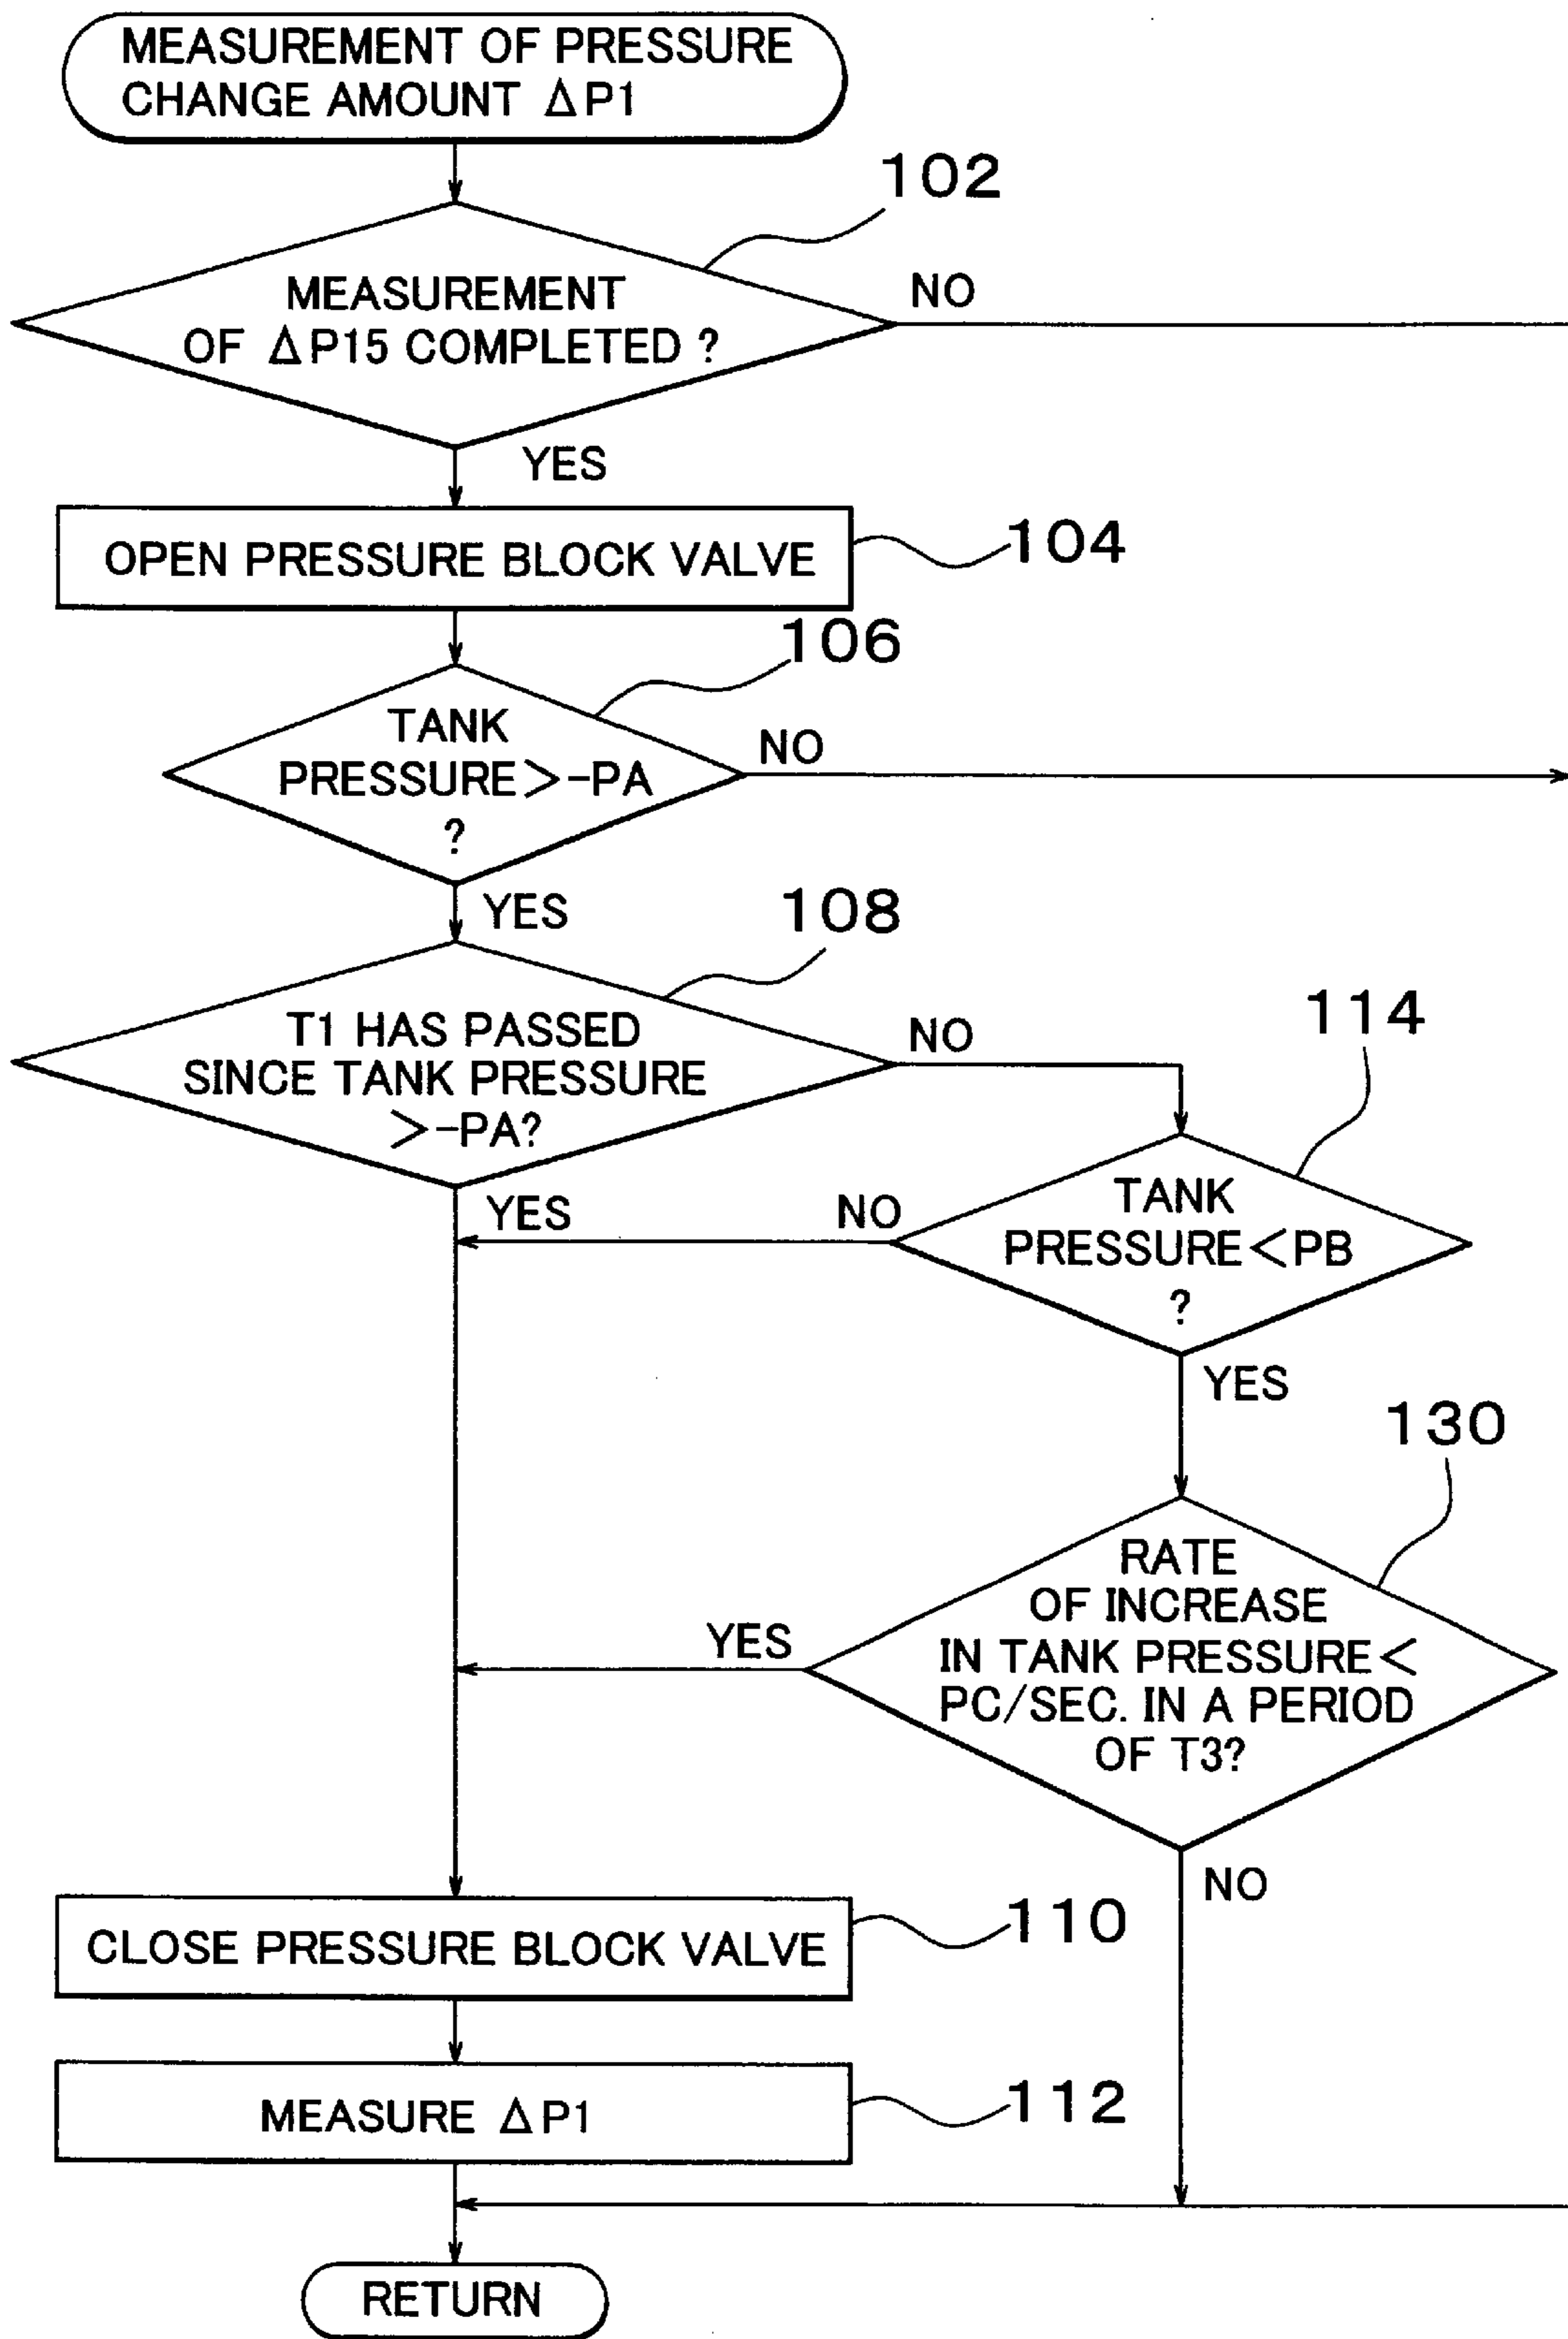 MEASUREMENT OF PRESSURE
CHANGE AMOUNT ΔP1
102
MEASUREMENT
OF ΔP15 COMPLETED ?
NO
YES
OPEN PRESSURE BLOCK VALVE
104
106
TANK
PRESSURE>-PA
?
NO
YES
108
T1 HAS PASSED
SINCE TANK PRESSURE
>-PA?
NO
YES
114
TANK
PRESSURE<PB
?
NO
YES
130
RATE
OF INCREASE
IN TANK PRESSURE<
PC/SEC. IN A PERIOD
OF T3?
YES
NO
CLOSE PRESSURE BLOCK VALVE
110
MEASURE ΔP1
112
RETURN